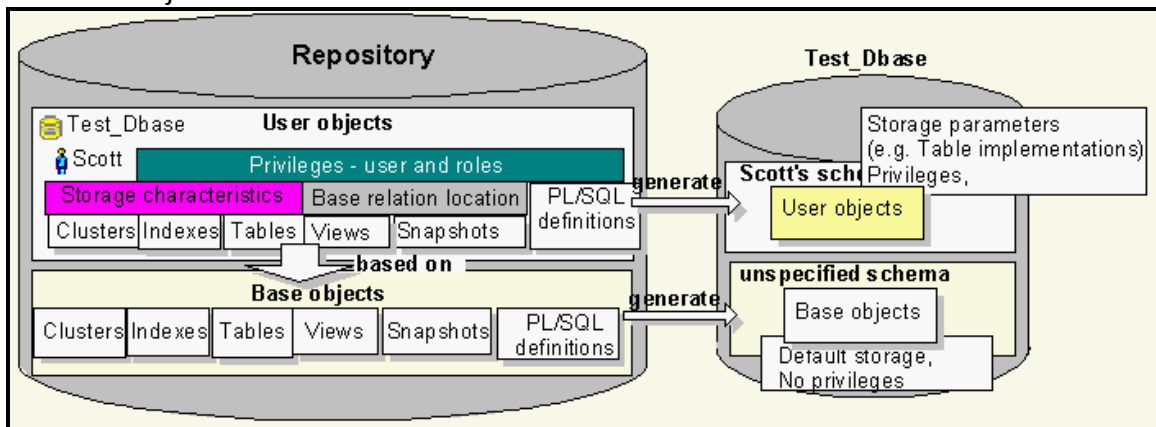 Repository
Test_Dbase
Test_Dbase User objects
Scott
Privileges - user and roles
Storage characteristics
Base relation location
PL/SQL
definitions
Clusters
Indexes
Tables
Views
Snapshots
based on
Base objects
Clusters
Indexes
Tables
Views
Snapshots
PL/SQL
definitions
generate
generate
Storage parameters
(e.g. Table implementations)
Privileges,
Scott's
User objects
unspecified schema
Base objects
Default storage,
No privileges